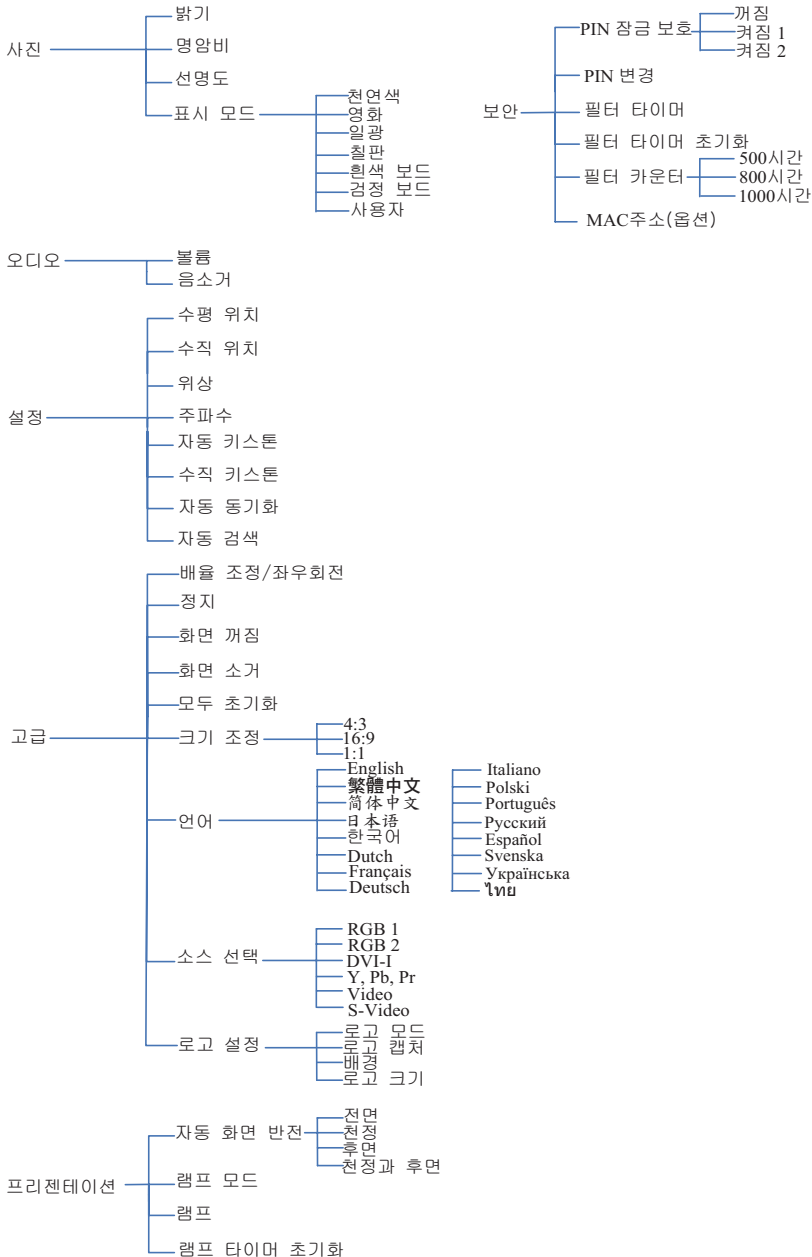 사진
밝기
명암비
선명도
표시 모드
천연색
영화
일광
칠판
흰색 보드
검정 보드
사용자
보안
PIN 잠금 보호
꺼짐
켜짐 1
켜짐 2
PIN 변경
필터 타이머
필터 타이머 초기화
필터 카운터
500시간
800시간
1000시간
MAC주소(옵션)
오디오
볼륨
음소거
설정
수평 위치
수직 위치
위상
주파수
자동 키스톤
수직 키스톤
자동 동기화
자동 검색
고급
배율 조정/좌우회전
정지
화면 꺼짐
화면 소거
모두 초기화
크기 조정
4:3
16:9
1:1
언어
English
繁體中文
简体中文
日本语
한국어
Dutch
Français
Deutsch
Italiano
Polski
Português
Русский
Español
Svenska
Українська
ไทย
소스 선택
RGB 1
RGB 2
DVI-I
Y, Pb, Pr
Video
S-Video
로고 설정
로고 모드
로고 캡처
배경
로고 크기
프리젠테이션
자동 화면 반전
전면
천정
후면
천정과 후면
램프 모드
램프
램프 타이머 초기화